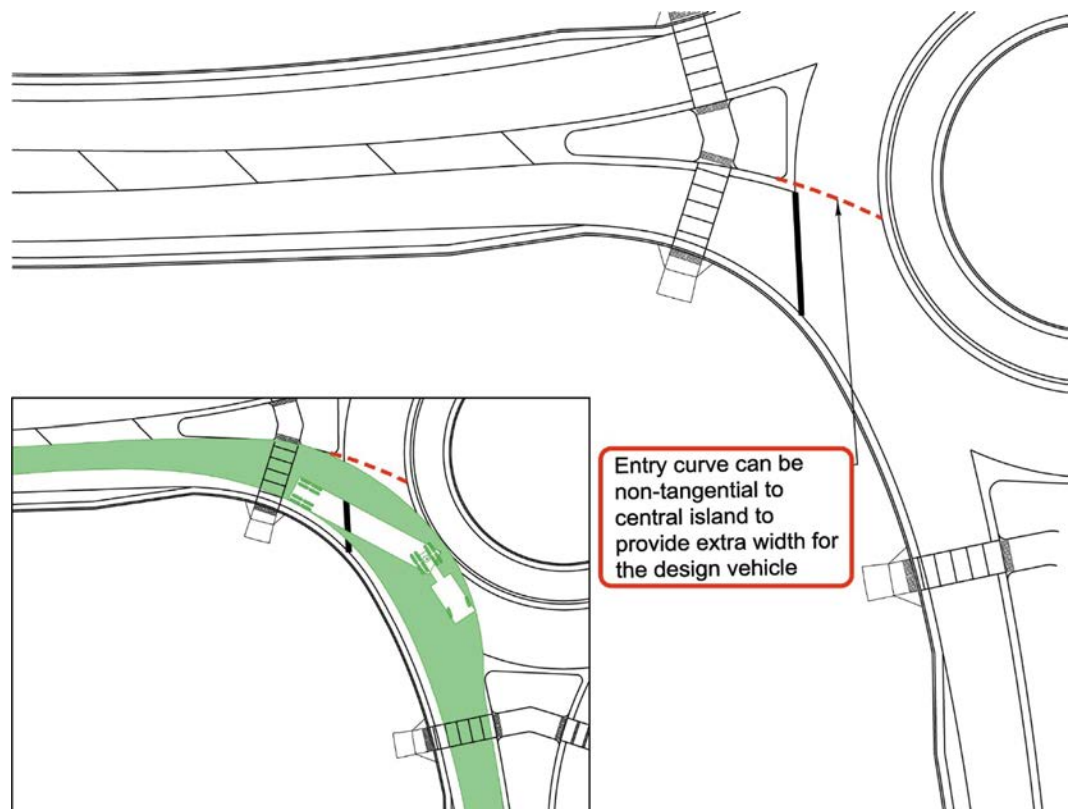 Entry curve can be
non-tangential to
central island to
provide extra width for
the design vehicle